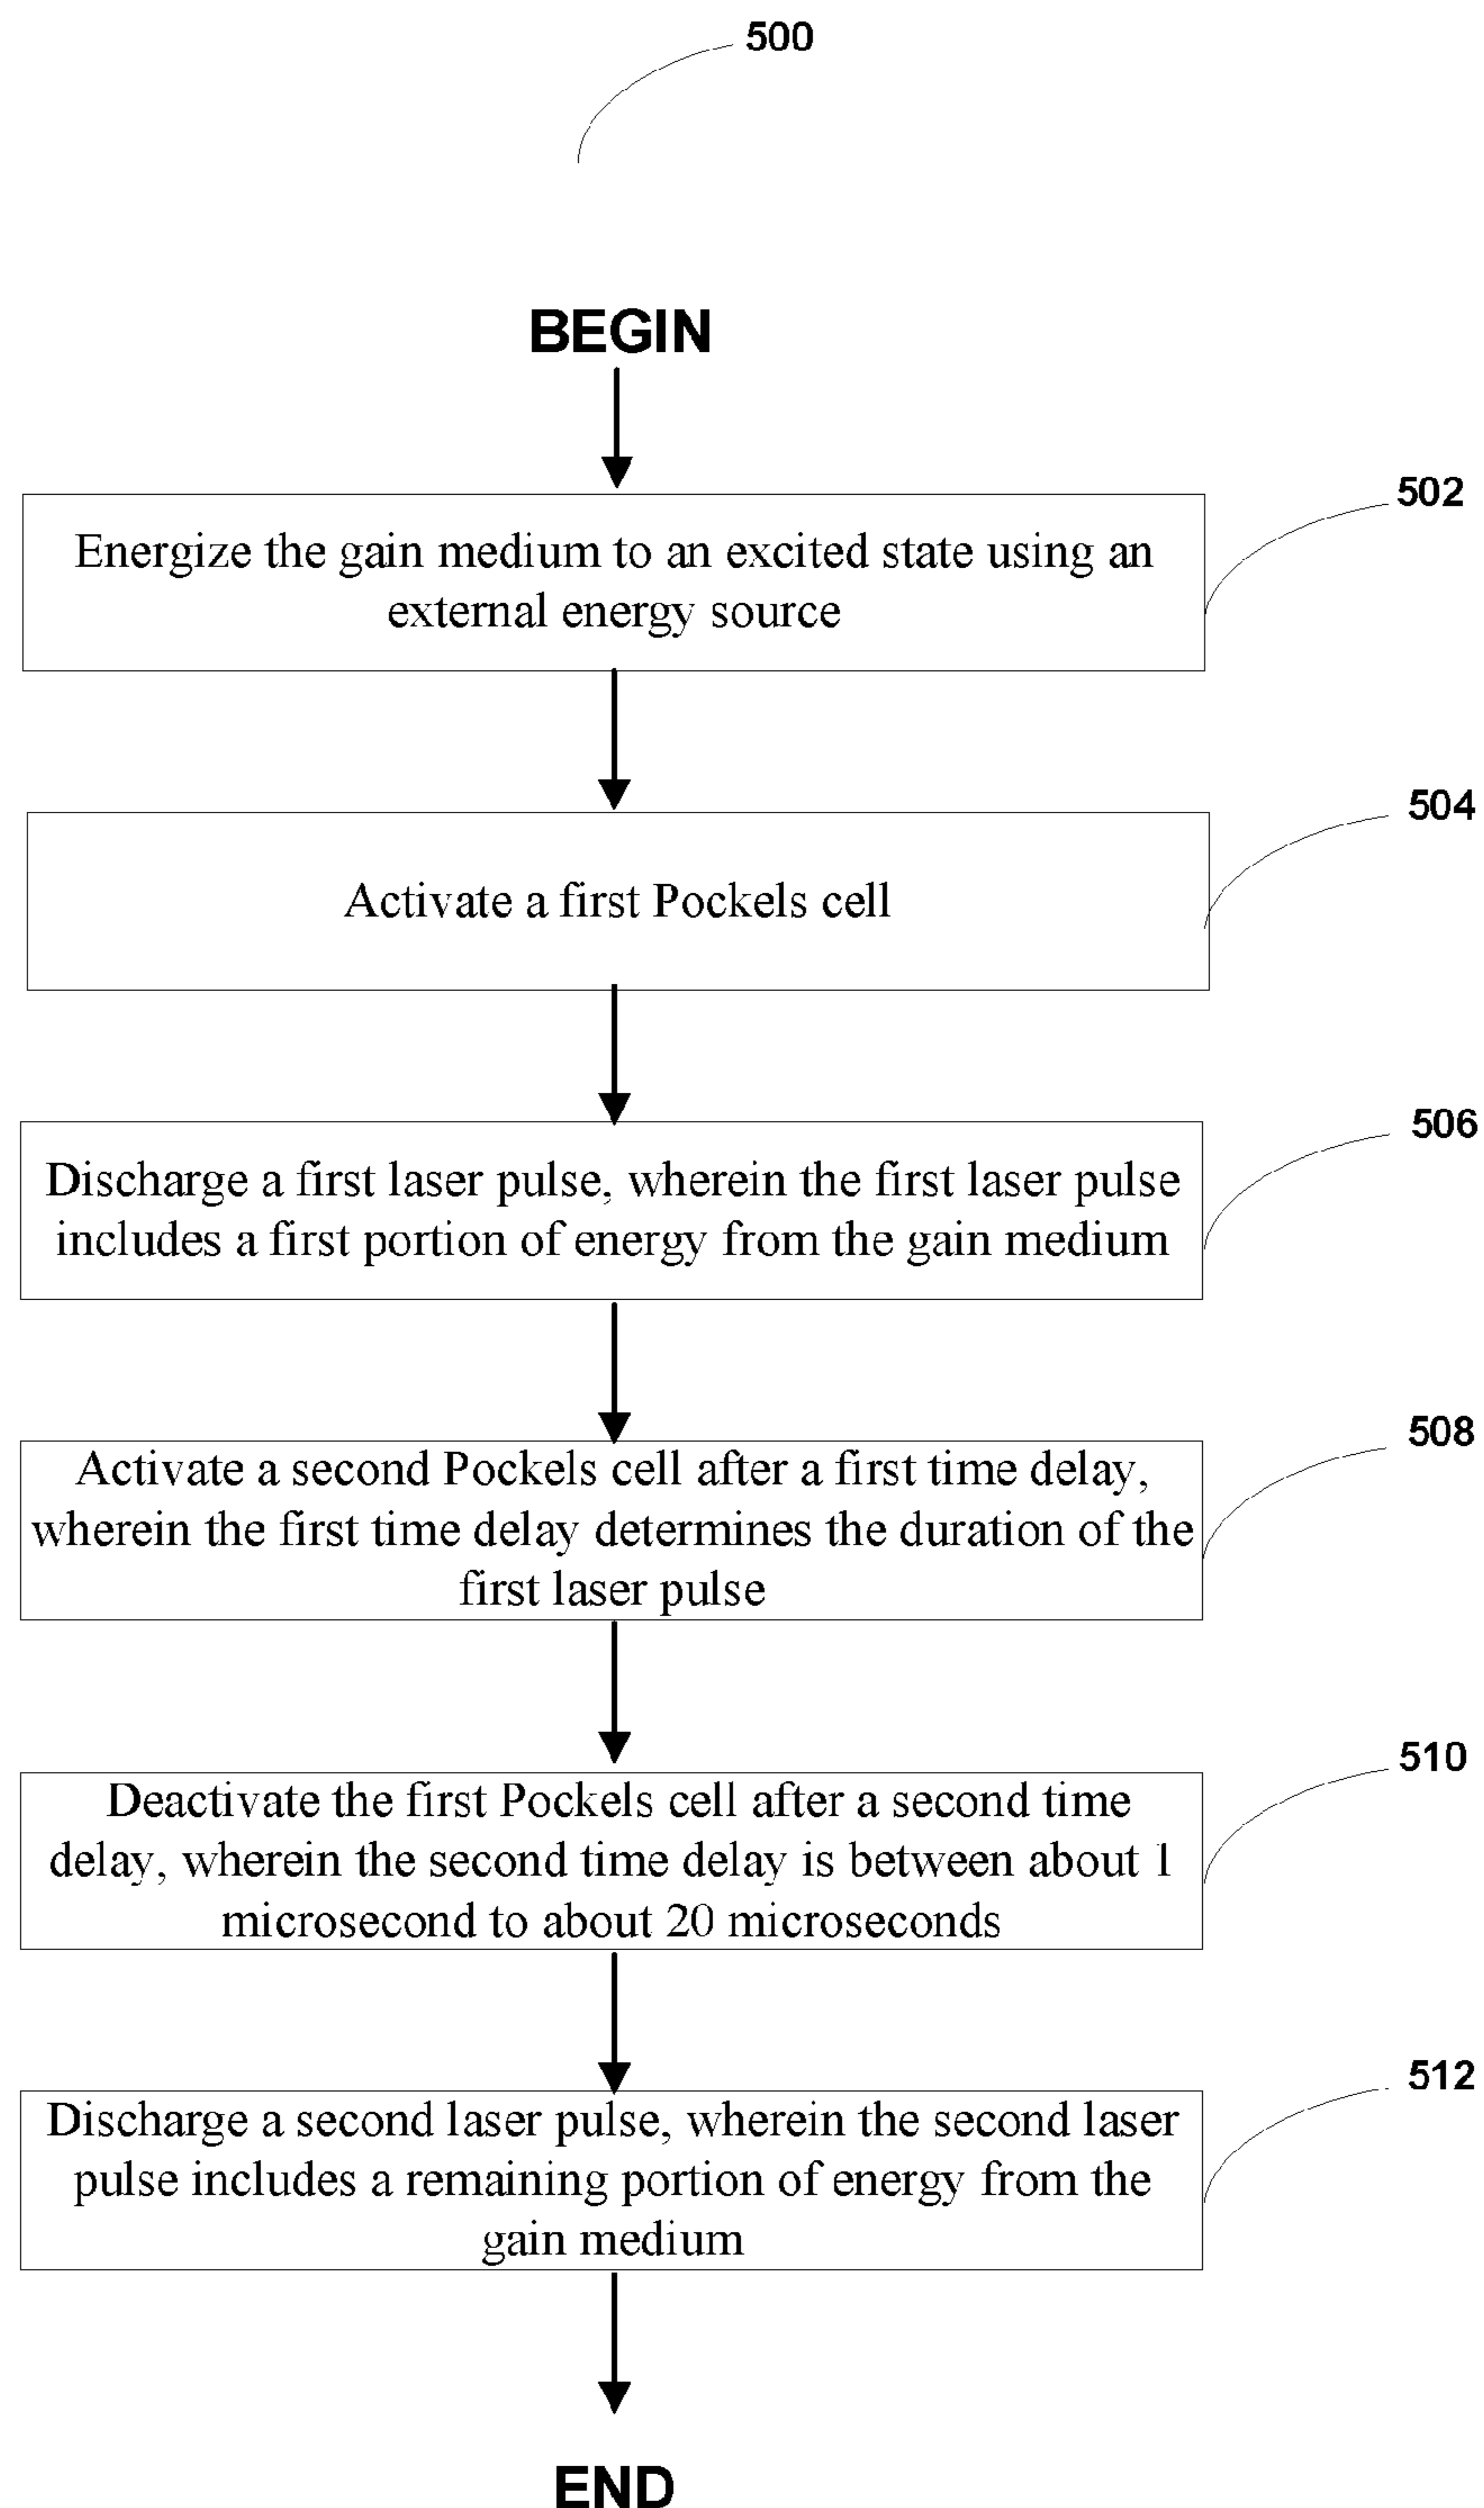 500
BEGIN
502
Energize the gain medium to an excited state using an
external energy source
504
Activate a first Pockels cell
506
Discharge a first laser pulse, wherein the first laser pulse
includes a first portion of energy from the gain medium
508
Activate a second Pockels cell after a first time delay,
wherein the first time delay determines the duration of the
first laser pulse
510
Deactivate the first Pockels cell after a second time
delay, wherein the second time delay is between about 1
microsecond to about 20 microseconds
512
Discharge a second laser pulse, wherein the second laser
pulse includes a remaining portion of energy from the
gain medium
END